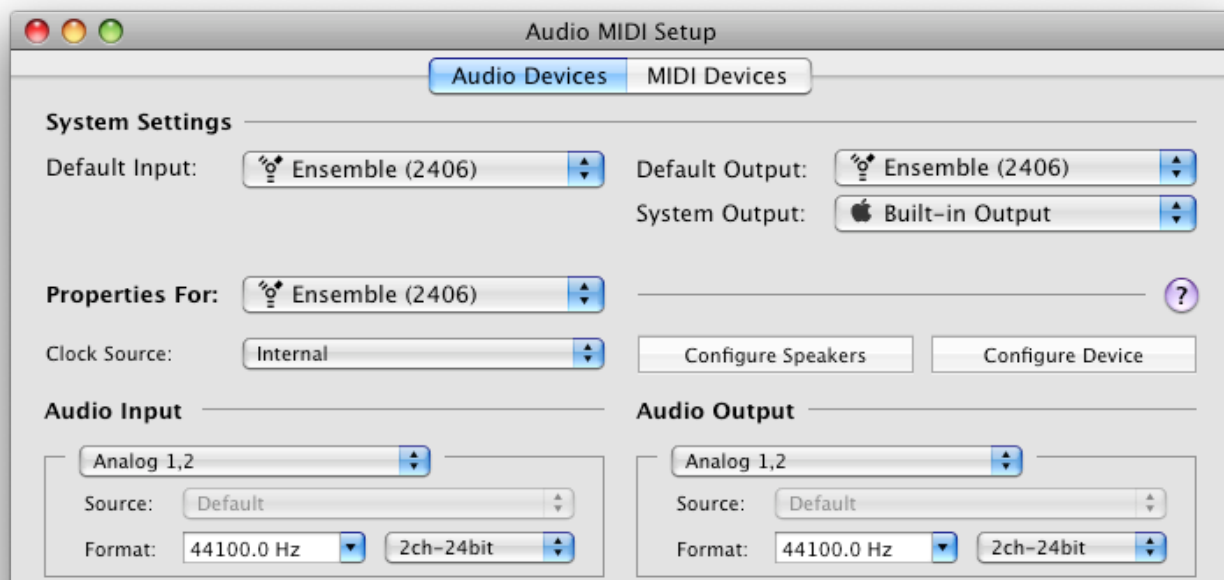 Audio MIDI Setup
Audio Devices MIDI Devices
System Settings
Default Input: Ensemble (2406) Default Output: Ensemble (2406)
System Output: Built-in Output
Properties For: Ensemble (2406) ?
Clock Source: Internal Configure Speakers Configure Device
Audio Input Audio Output
Analog 1,2 Analog 1,2
Source: Default Source: Default
Format: 44100.0 Hz 2ch-24bit Format: 44100.0 Hz 2ch-24bit